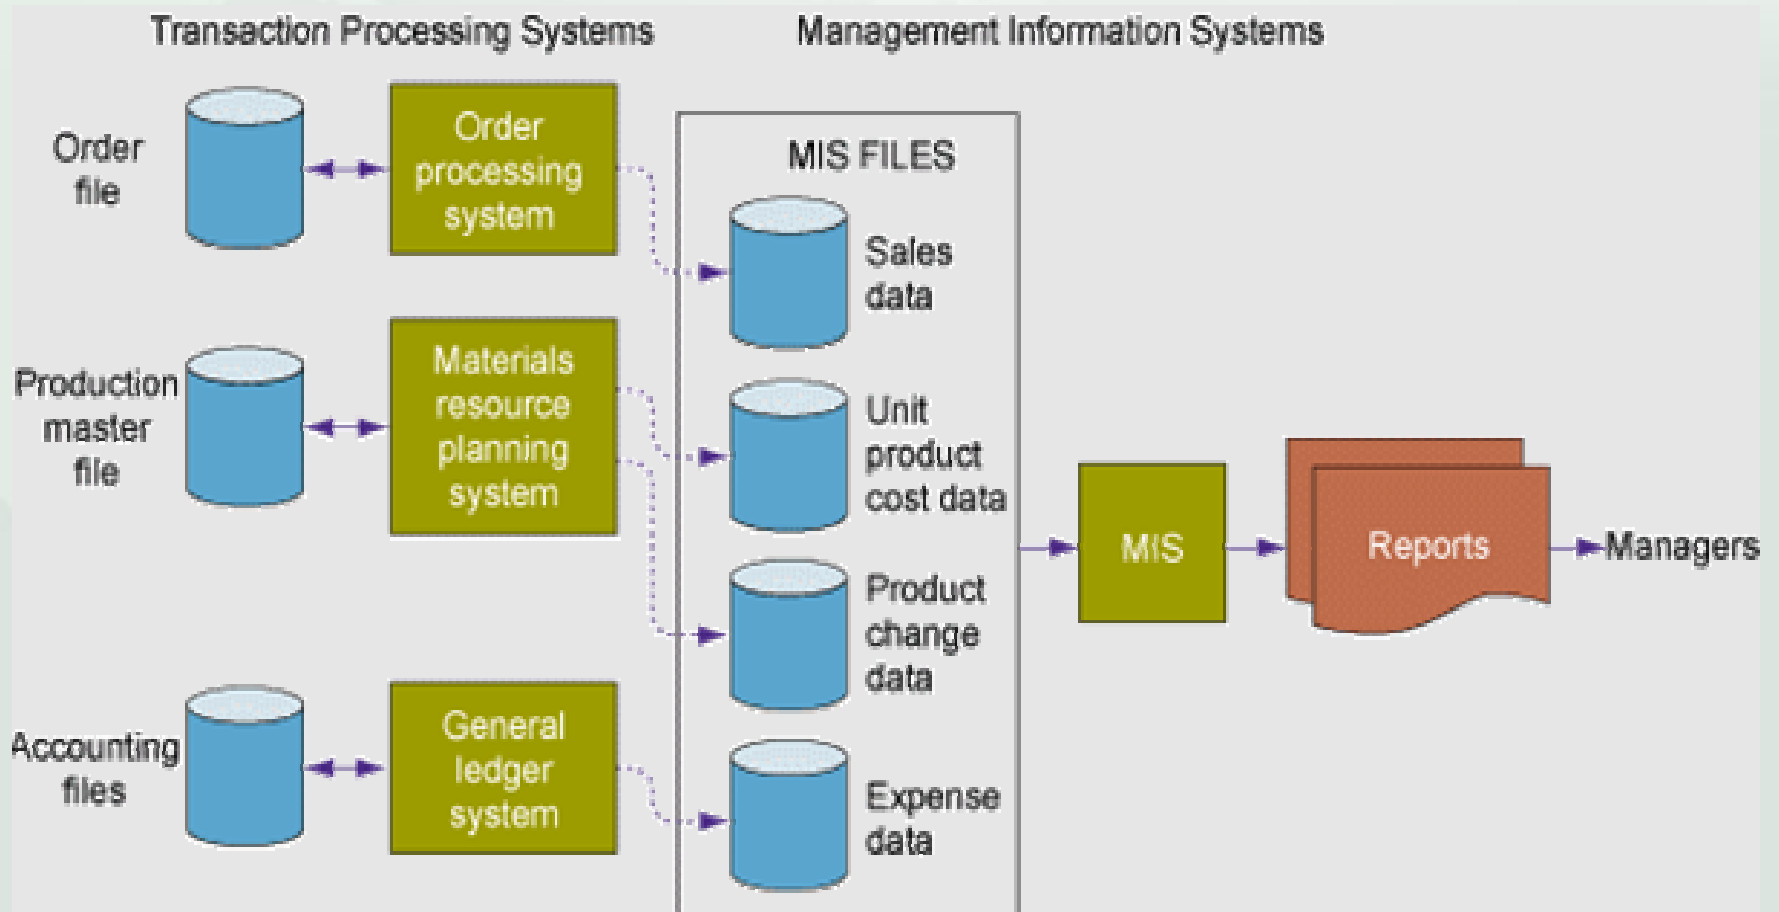 Transaction Processing Systems
Management Information Systems
Order
file
Order
processing
system
MIS FILES
Sales
data
Production
master
file
Materials
resource
planning
system
Unit
product
cost data
Product
change
data
Accounting
files
General
ledger
system
Expense
data
MIS
Reports
Managers